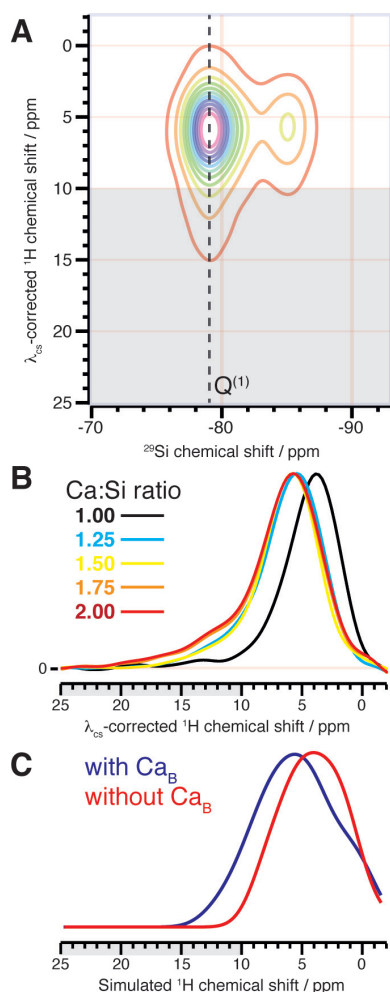 A
0
5
10
15
20
25
λcs-corrected ¹H chemical shift / ppm
Q(1)
-70
-80
-90
²⁹Si chemical shift / ppm
B
Ca:Si ratio
1.00
1.25
1.50
1.75
2.00
0
25 20 15 10 5 0
λcs-corrected ¹H chemical shift / ppm
C
with CaB
without CaB
25 20 15 10 5 0
Simulated ¹H chemical shift / ppm